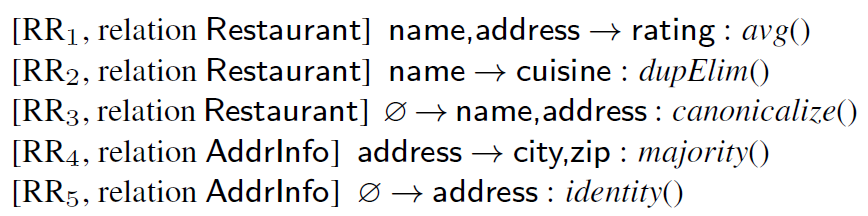 [RR₁, relation Restaurant] name,address → rating : avg()
[RR₂, relation Restaurant] name → cuisine : dupElim()
[RR₃, relation Restaurant] ∅ → name,address : canonicalize()
[RR₄, relation AddrInfo] address → city,zip : majority()
[RR₅, relation AddrInfo] ∅ → address : identity()